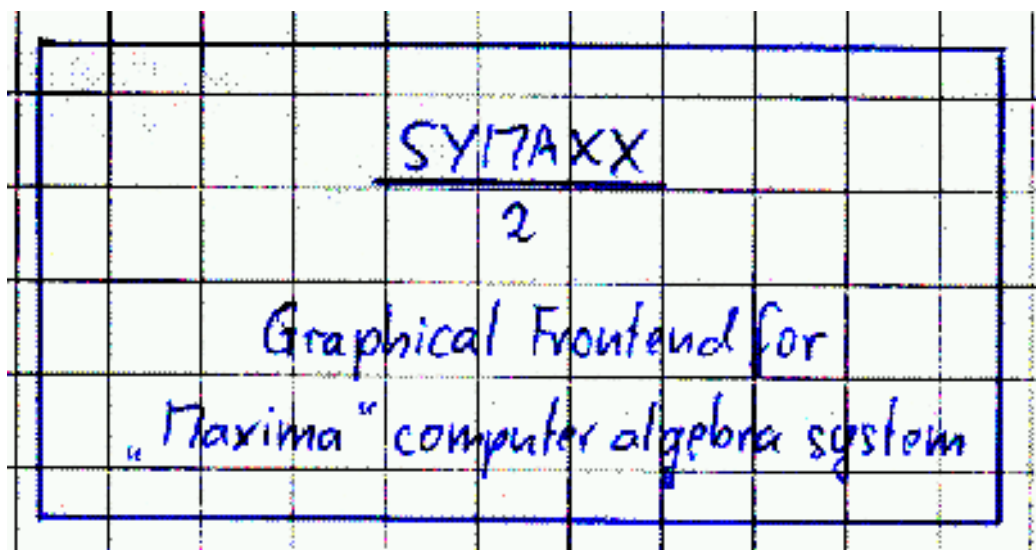 SYMAXX
2
Graphical Frontend for
„Maxima“ computer algebra system